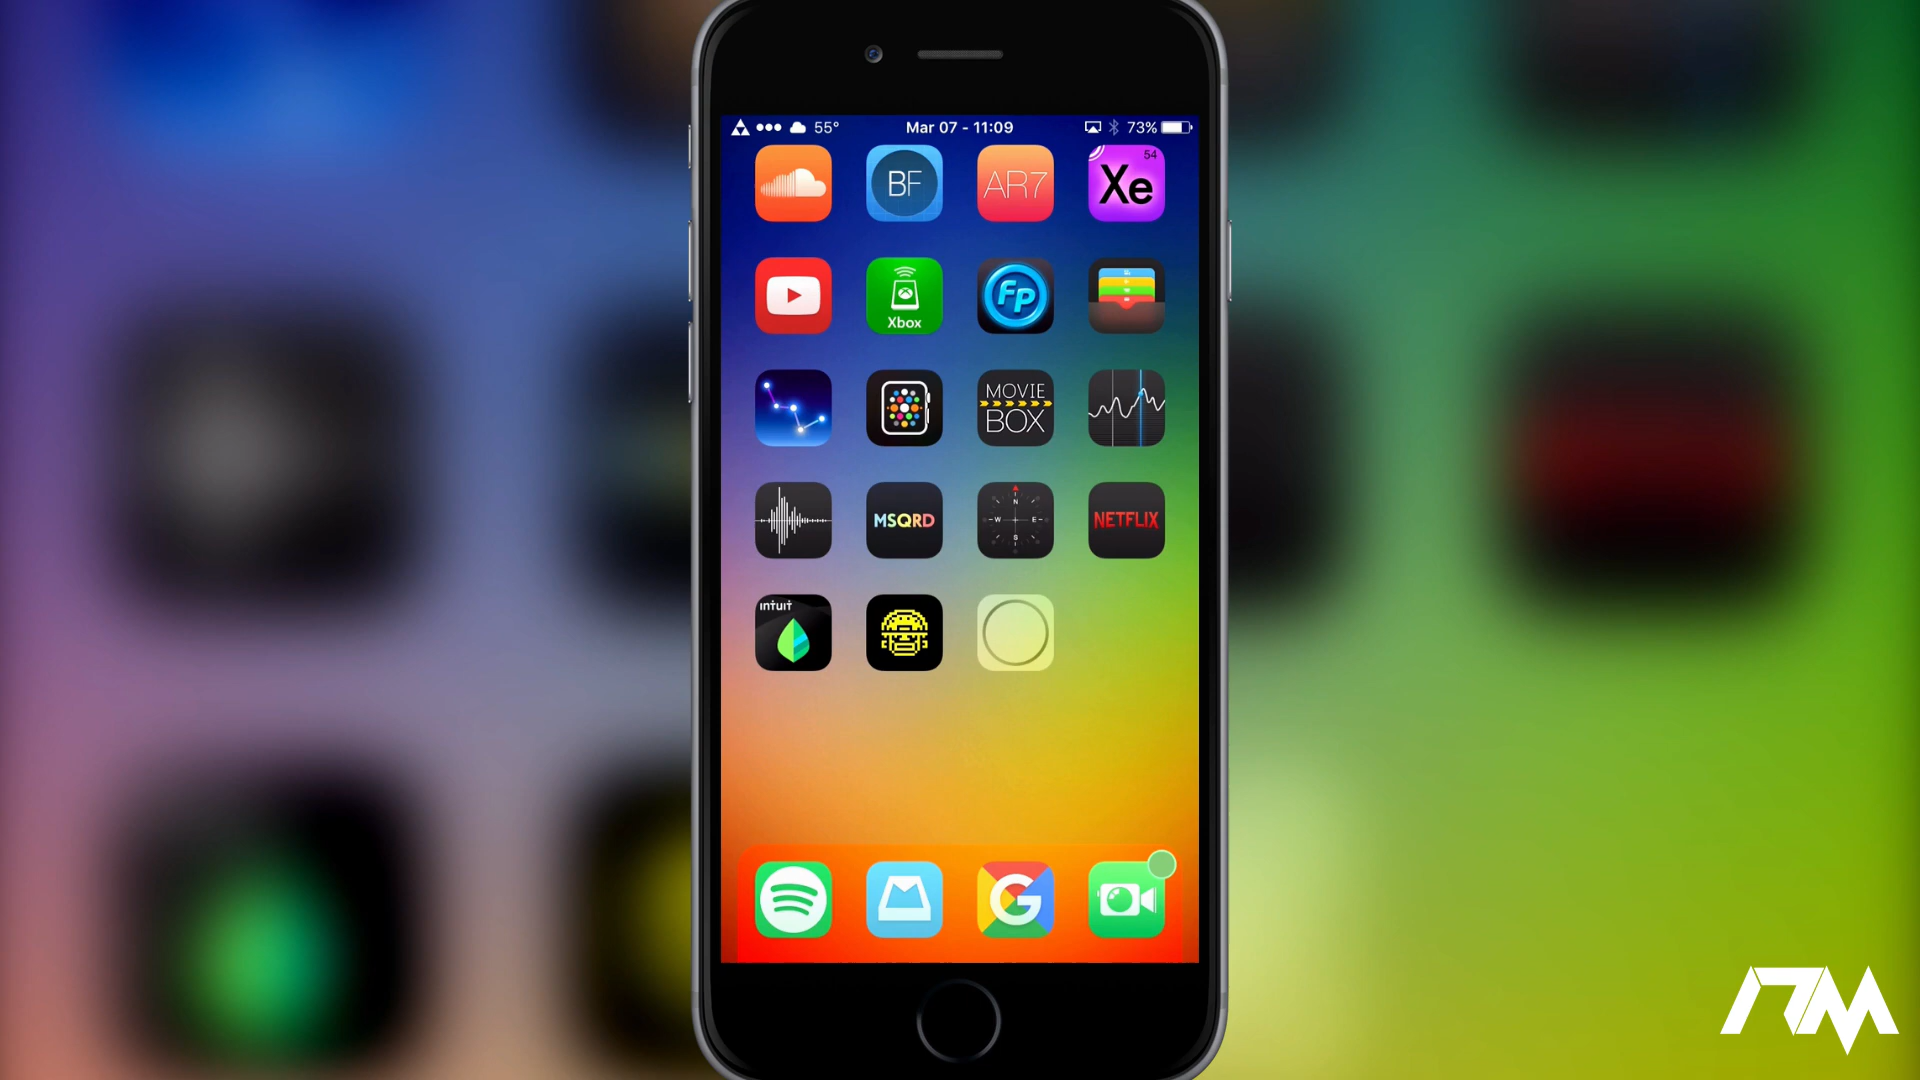 55° Mar 07 - 11:09 73%
BF AR7 54
Xe
Xbox Fp
MOVIE
BOX
MSQRD N W E S NETFLIX
intuit
G